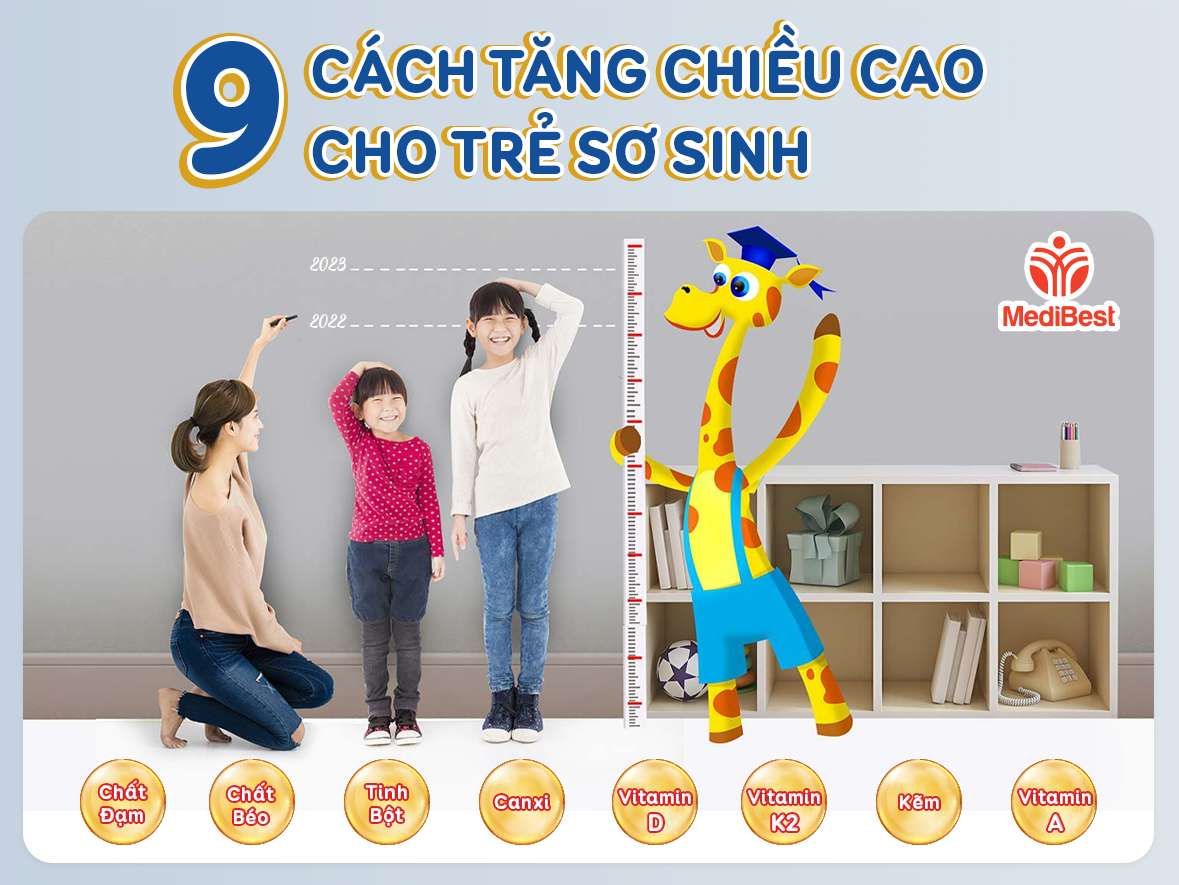 9
CÁCH TĂNG CHIỀU CAO
CHO TRẺ SƠ SINH
2023
2022
MediBest
Chất
Đạm
Chất
Béo
Tinh
Bột
Canxi
Vitamin
D
Vitamin
K2
Kẽm
Vitamin
A